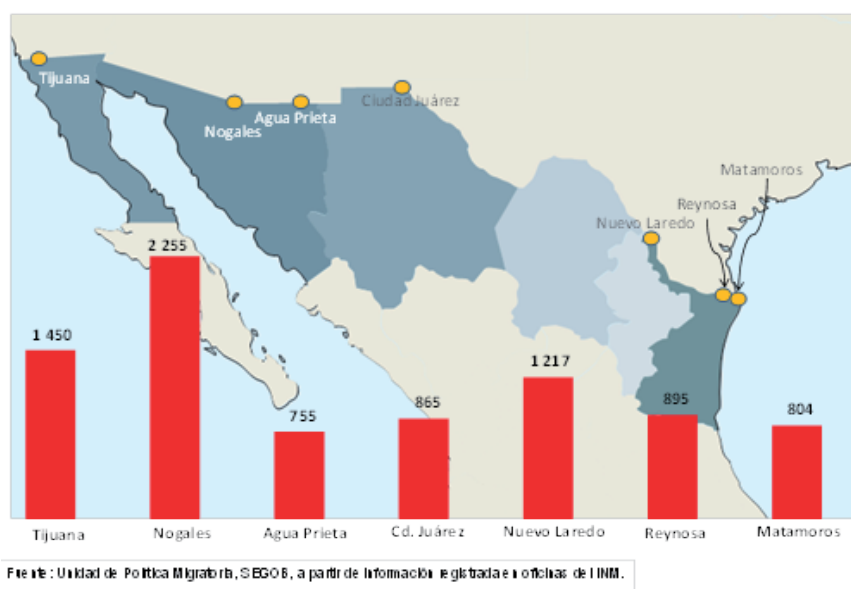 Tijuana
Ciudad Juárez
Agua Prieta
Nogales
Matamoros
Reynosa
Nuevo Laredo
2 255
1 450
1 217
865
895
755
804
Tijuana
Nogales
Agua Prieta
Cd. Juárez
Nuevo Laredo
Reynosa
Matamoros
Fuente: Unidad de Política Migratoria, SEGOB, a partir de información registrada en oficinas del INM.